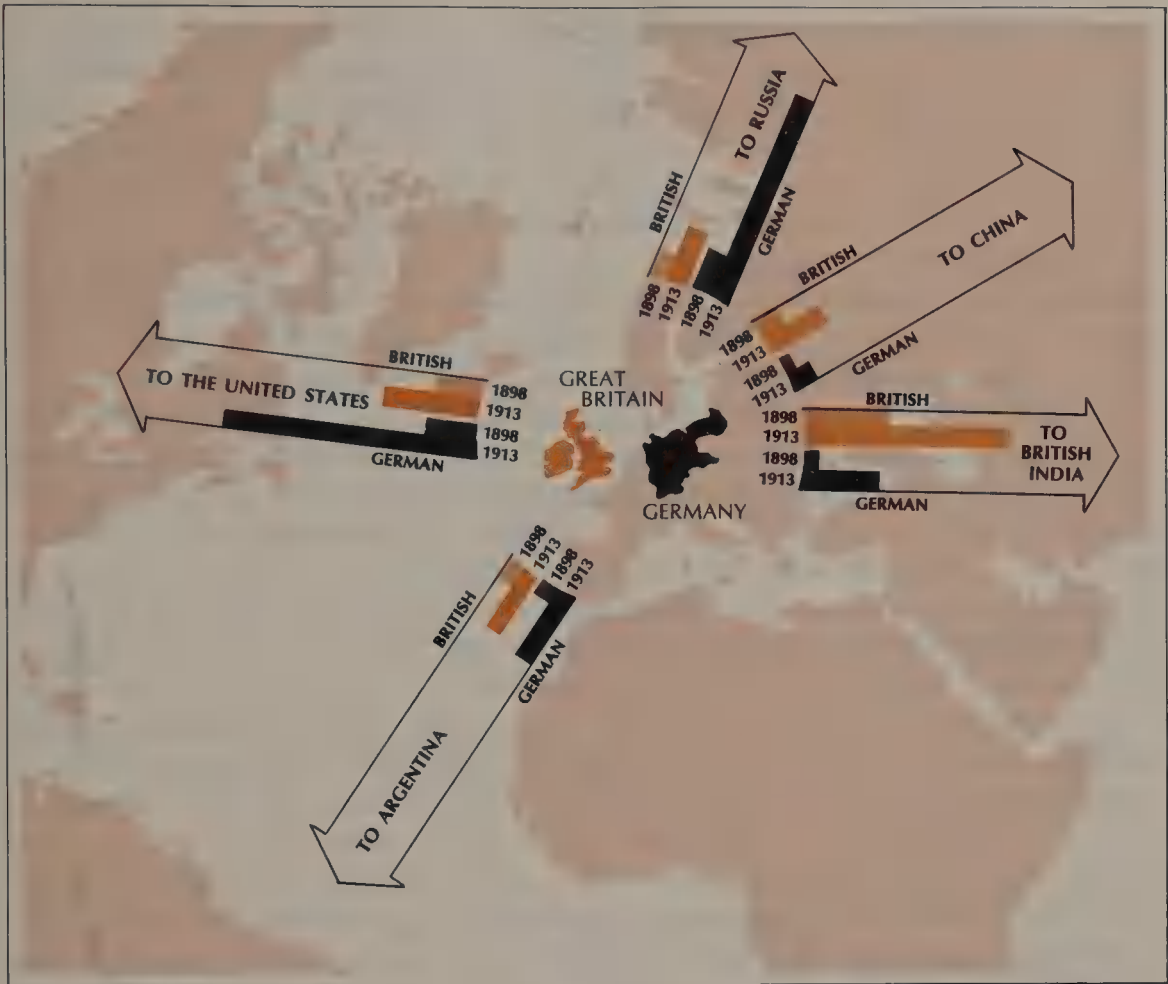 TO RUSSIA
BRITISH
GERMAN
1898
1913
1898
1913
TO CHINA
BRITISH
GERMAN
1898
1913
1898
1913
BRITISH
TO THE UNITED STATES
GERMAN
1898
1913
1898
1913
GREAT
BRITAIN
GERMANY
BRITISH
1898
1913
1898
1913
TO
BRITISH
INDIA
GERMAN
1898
1913
1898
1913
BRITISH
GERMAN
TO ARGENTINA